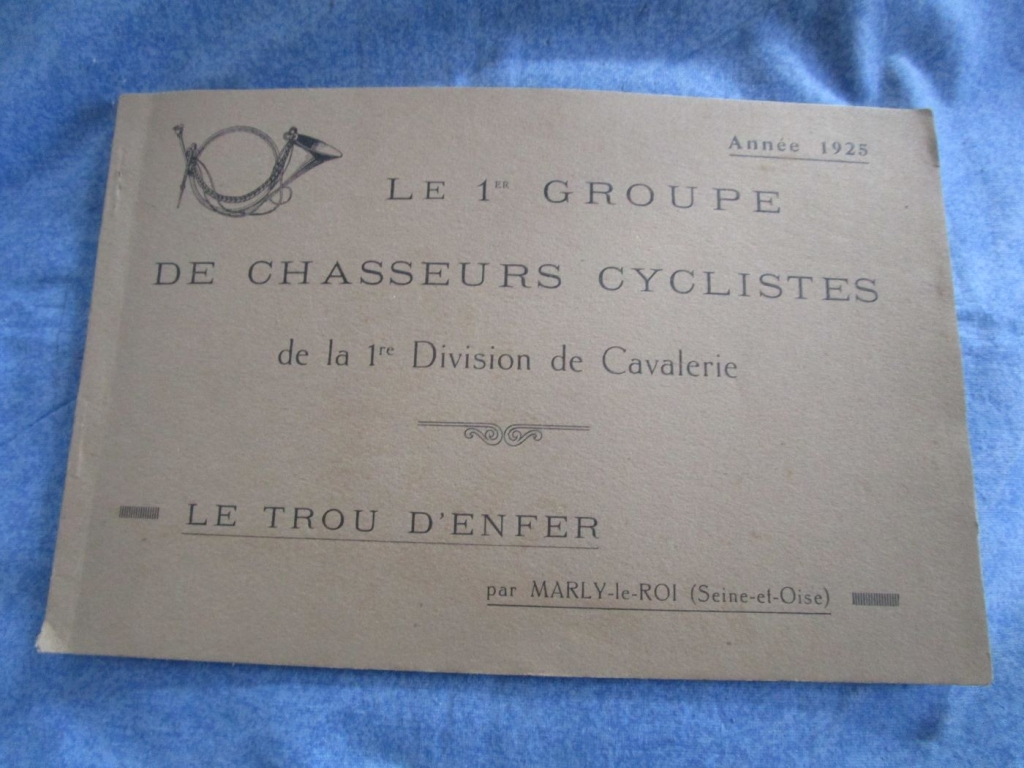 Année 1925
LE 1ER GROUPE
DE CHASSEURS CYCLISTES
de la 1re Division de Cavalerie
LE TROU D'ENFER
par MARLY-le-ROI (Seine-et-Oise)